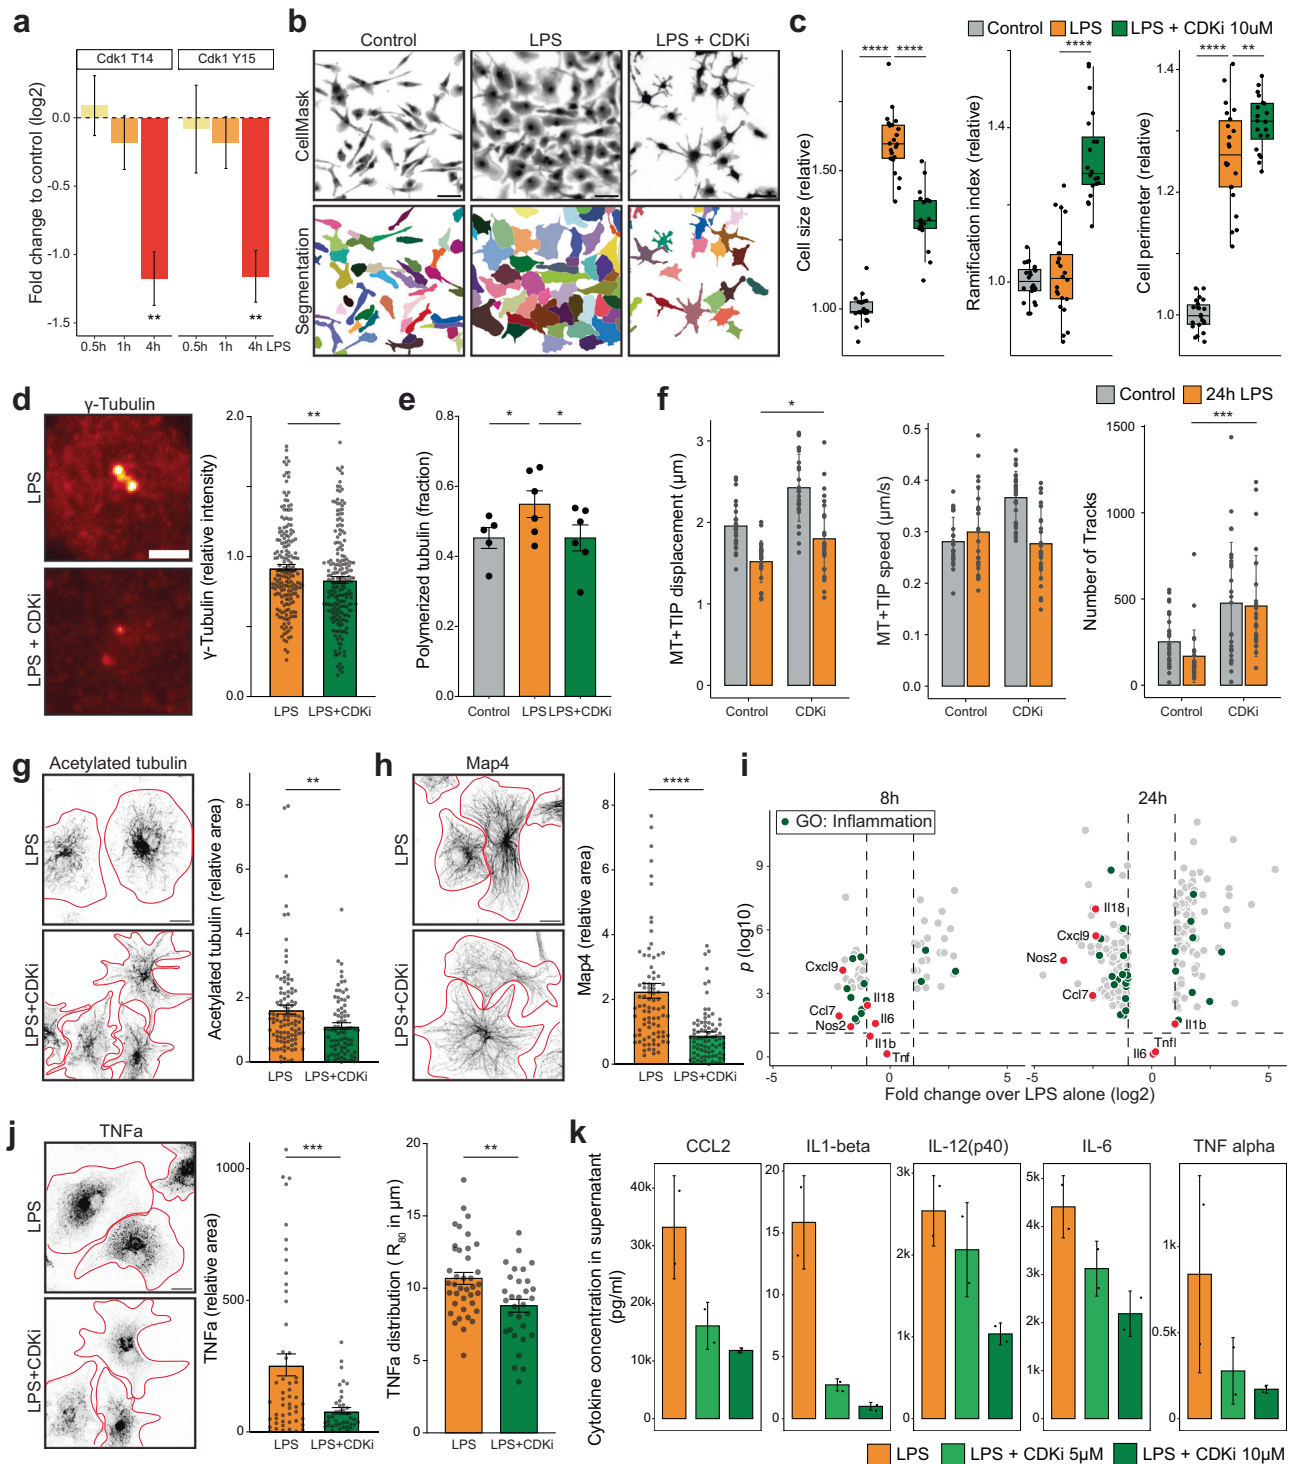 a
Cdk1 T14
Cdk1 Y15
Fold change to control (log2)
0.0
-0.5
-1.0
-1.5
**
**
0.5h 1h 4h 0.5h 1h 4h LPS
b
Control
LPS
LPS + CDKi
CellMask
Segmentation
c
Control LPS LPS + CDKi 10uM
Cell size (relative)
1.50
1.00
**** ****
Ramification index (relative)
1.4
1.0
****
Cell perimeter (relative)
1.4
1.2
1.0
**** **
d
γ-Tubulin
LPS
LPS + CDKi
γ-Tubulin (relative intensity)
2.0
1.0
0.0
**
LPS LPS+CDKi
e
Polymerized tubulin (fraction)
0.8
0.6
0.4
0.2
0.0
* *
Control LPS LPS+CDKi
f
Control 24h LPS
MT+TIP displacement (µm)
3
2
1
0
*
Control CDKi
MT+TIP speed (µm/s)
0.5
0.4
0.3
0.2
0.1
0.0
Control CDKi
Number of Tracks
1500
1000
500
0
***
Control CDKi
g
Acetylated tubulin
LPS
LPS+CDKi
Acetylated tubulin (relative area)
8
6
4
2
0
**
LPS LPS+CDKi
h
Map4
LPS
LPS+CDKi
Map4 (relative area)
8
6
4
2
0
****
LPS LPS+CDKi
i
8h
24h
GO: Inflammation
p (log10)
9
6
3
0
Cxcl9
Ccl7
Nos2
Il18
Il6
Il1b
Tnf
Il18
Cxcl9
Nos2
Ccl7
Il1b
Tnfl
Il6
-5 0 5 -5 0 5
Fold change over LPS alone (log2)
j
TNFa
LPS
LPS+CDKi
TNFa (relative area)
1000
500
0
***
LPS LPS+CDKi
TNFa distribution ( R80 in µm)
20
15
10
5
0
**
LPS LPS+CDKi
k
Cytokine concentration in supernatant
(pg/ml)
CCL2
40k
30k
20k
10k
0
IL1-beta
20
15
10
5
0
IL-12(p40)
3k
2k
1k
0
IL-6
5k
4k
3k
2k
1k
0
TNF alpha
1k
0.5k
0
LPS LPS + CDKi 5µM LPS + CDKi 10µM